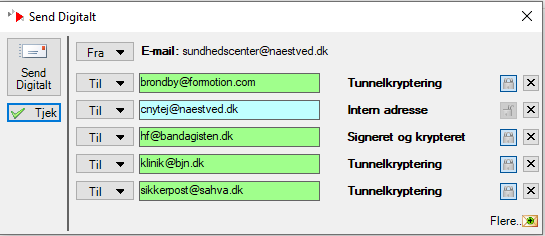 Send Digitalt
Send
Digitalt
Tjek
Fra E-mail: sundhedscenter@naestved.dk
Til brondby@formotion.com Tunnelkryptering
Til cnytej@naestved.dk Intern adresse
Til hf@bandagisten.dk Signeret og krypteret
Til klinik@bjn.dk Tunnelkryptering
Til sikkerpost@sahva.dk Tunnelkryptering
Flere..